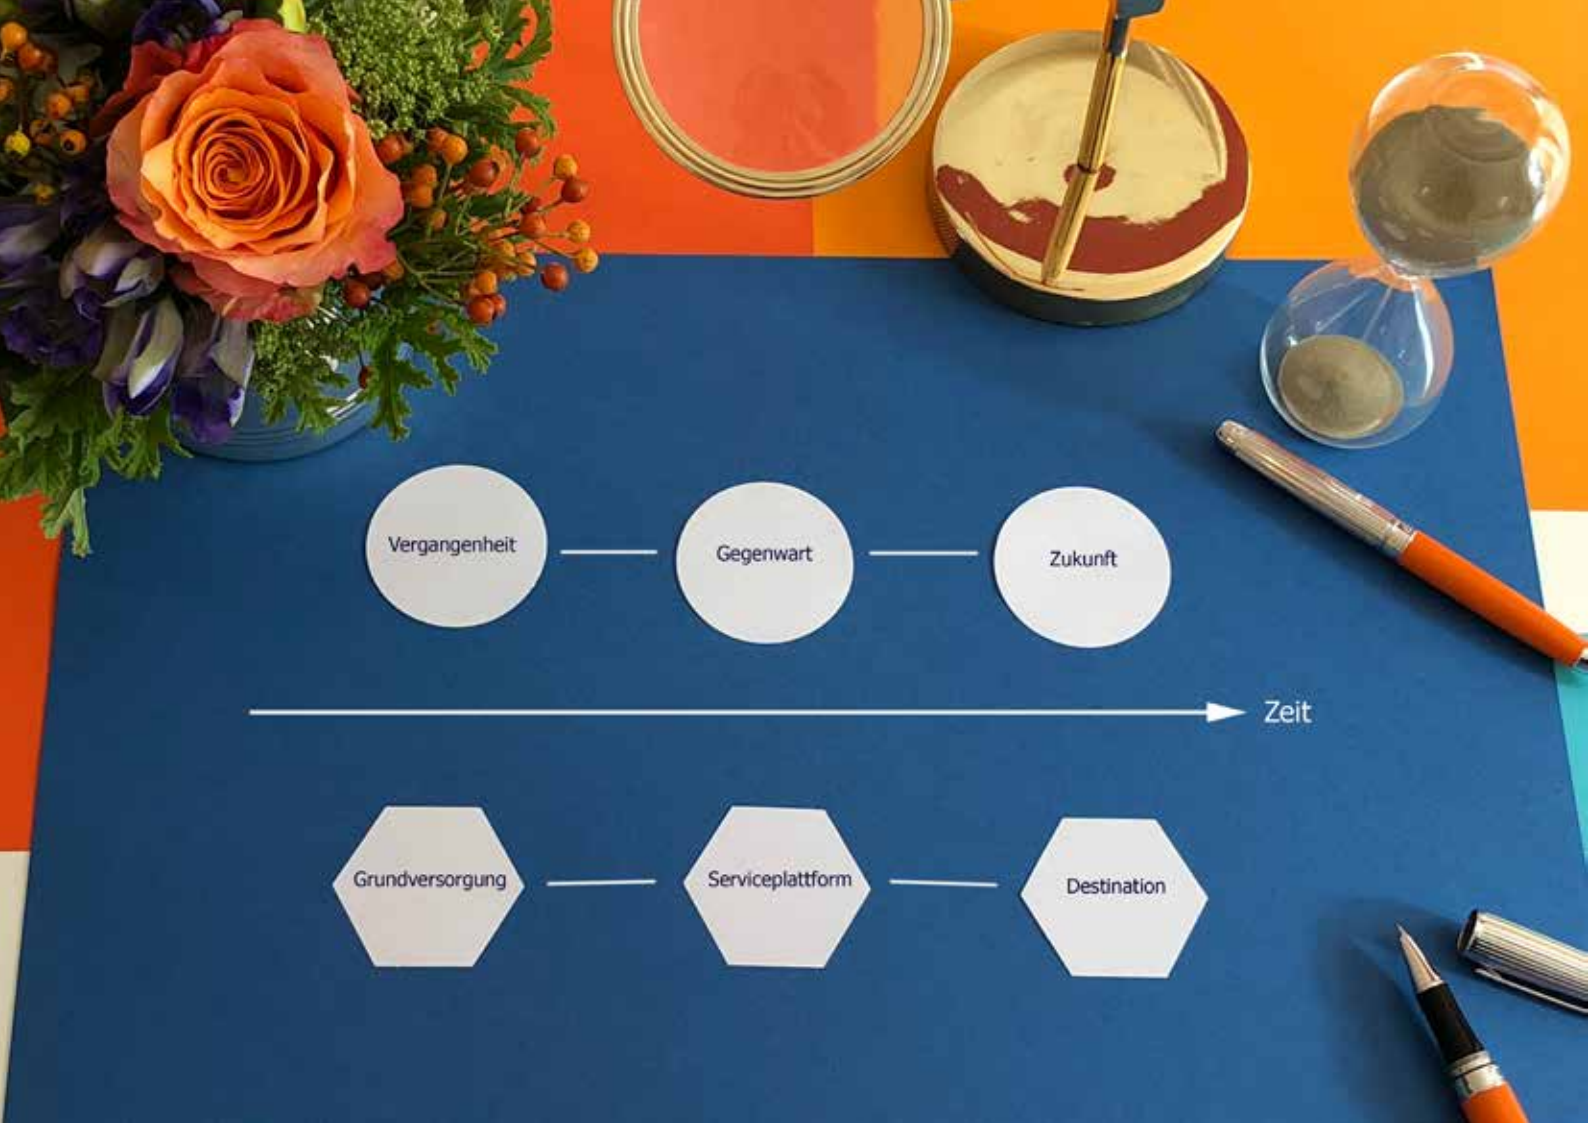 Vergangenheit
Gegenwart
Zukunft
Zeit
Grundversorgung
Serviceplattform
Destination